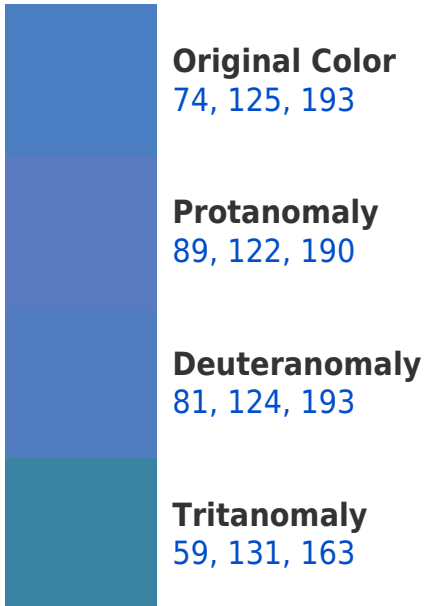 Original Color
74, 125, 193
Protanomaly
89, 122, 190
Deuteranomaly
81, 124, 193
Tritanomaly
59, 131, 163